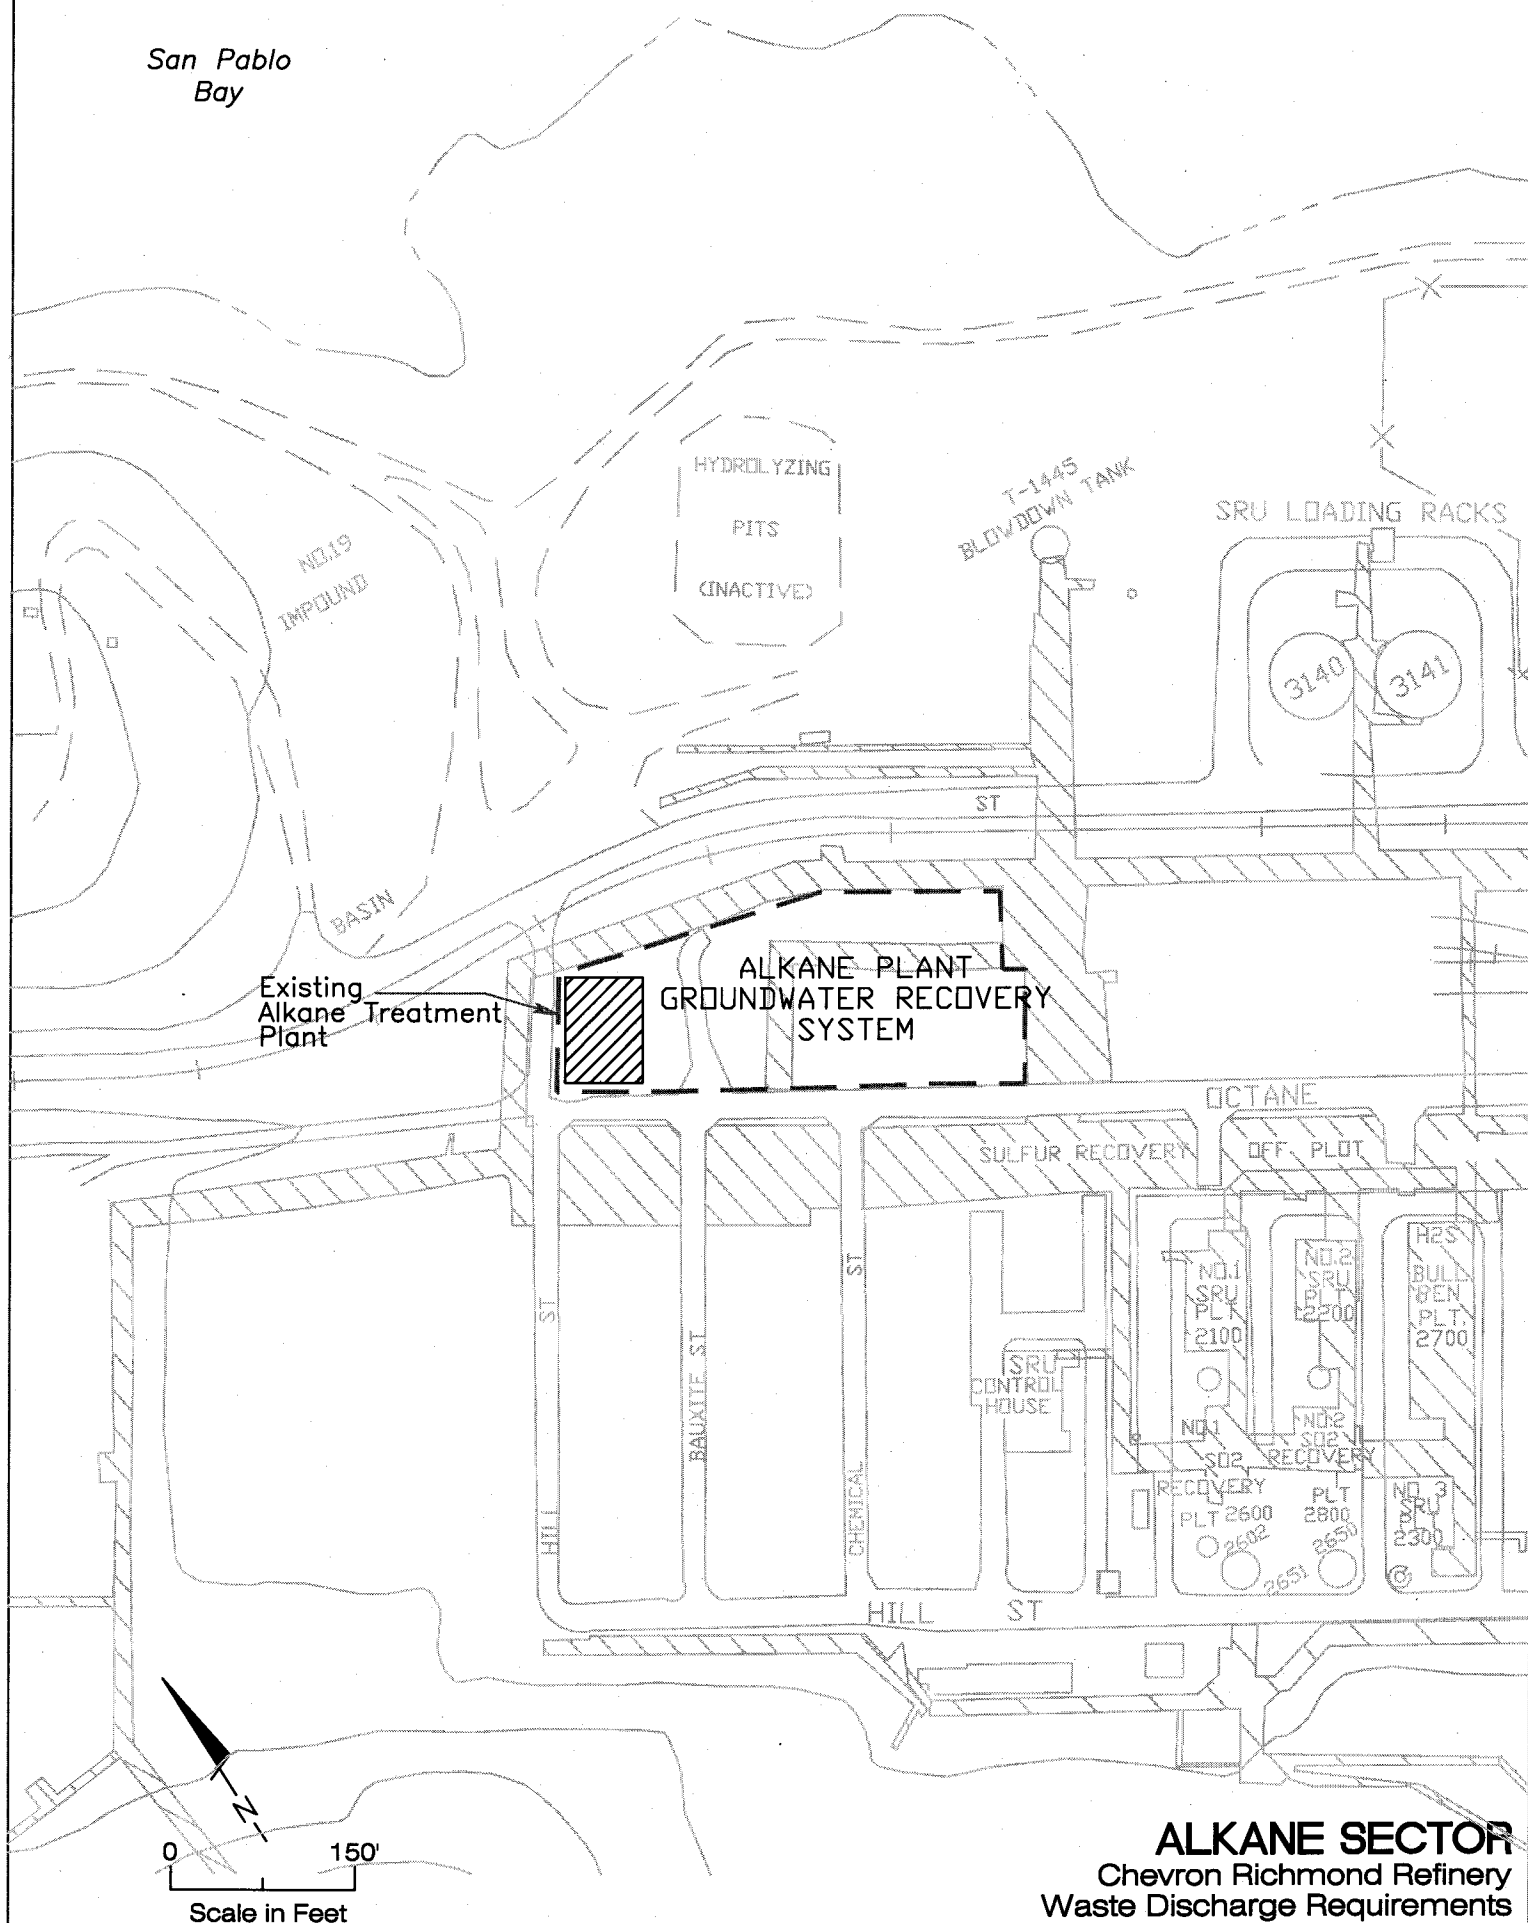 San Pablo
Bay
HYDROLYZING
PITS
(INACTIVE)
T-1445
BLOWDOWN TANK
SRU LOADING RACKS
NO.19
IMPOUND
3140
3141
ST
BASIN
Existing
Alkane Treatment
Plant
ALKANE PLANT
GROUNDWATER RECOVERY
SYSTEM
OCTANE
SULFUR RECOVERY
OFF PLOT
ST
ST
BAUXITE ST
HILL
CHEMICAL
NO.1
SRU
PLT
2100
NO.2
SRU
PLT
2200
H2S
BULL
PEN
PLT.
2700
SRU
CONTROL
HOUSE
NO.1
SO2
RECOVERY
PLT 2600
NO.2
SO2
RECOVERY
PLT
2800
NO. 3
SRU
PLT
2300
2602
2651
2650
HILL ST
N
0 150'
Scale in Feet
ALKANE SECTOR
Chevron Richmond Refinery
Waste Discharge Requirements